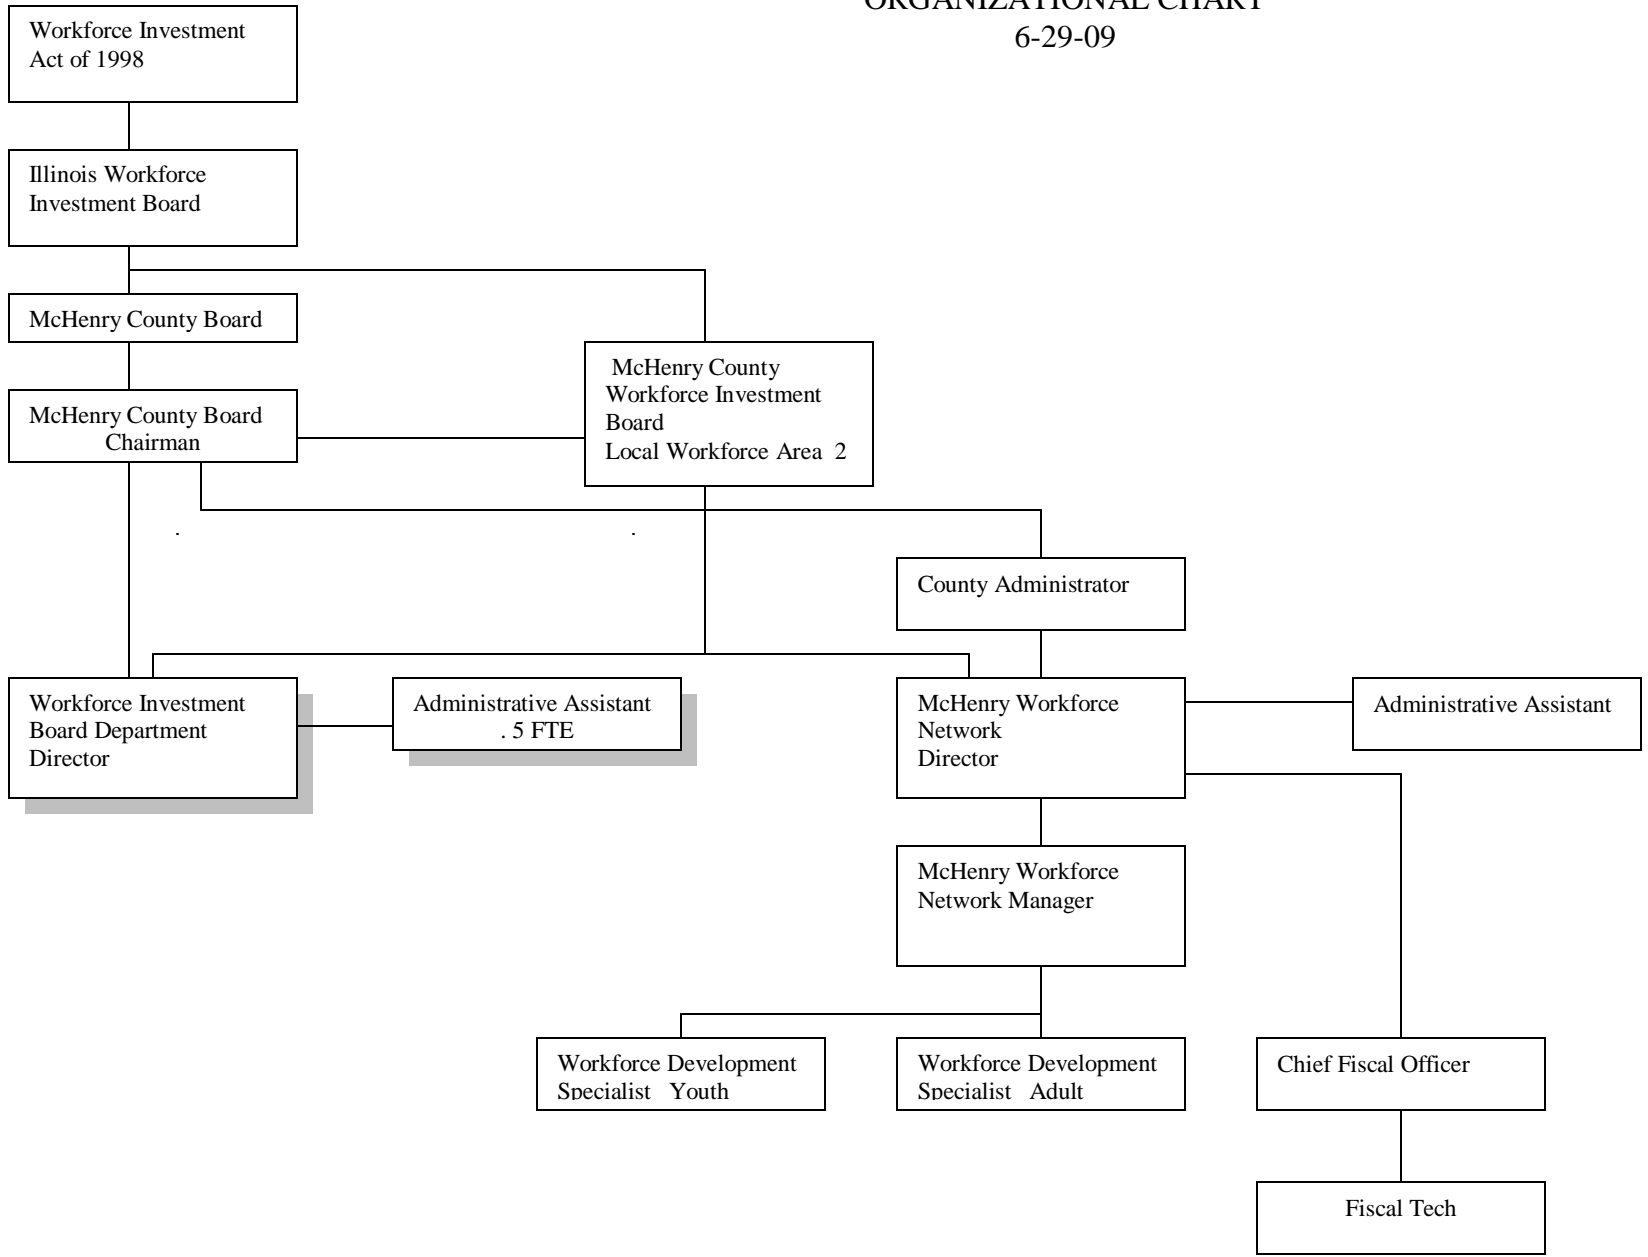 ORGANIZATIONAL CHART
6-29-09
Workforce Investment
Act of 1998
Illinois Workforce
Investment Board
McHenry County Board
McHenry County Board
Chairman
McHenry County
Workforce Investment
Board
Local Workforce Area 2
County Administrator
Workforce Investment
Board Department
Director
Administrative Assistant
. 5 FTE
McHenry Workforce
Network
Director
Administrative Assistant
McHenry Workforce
Network Manager
Workforce Development
Specialist Youth
Workforce Development
Specialist Adult
Chief Fiscal Officer
Fiscal Tech